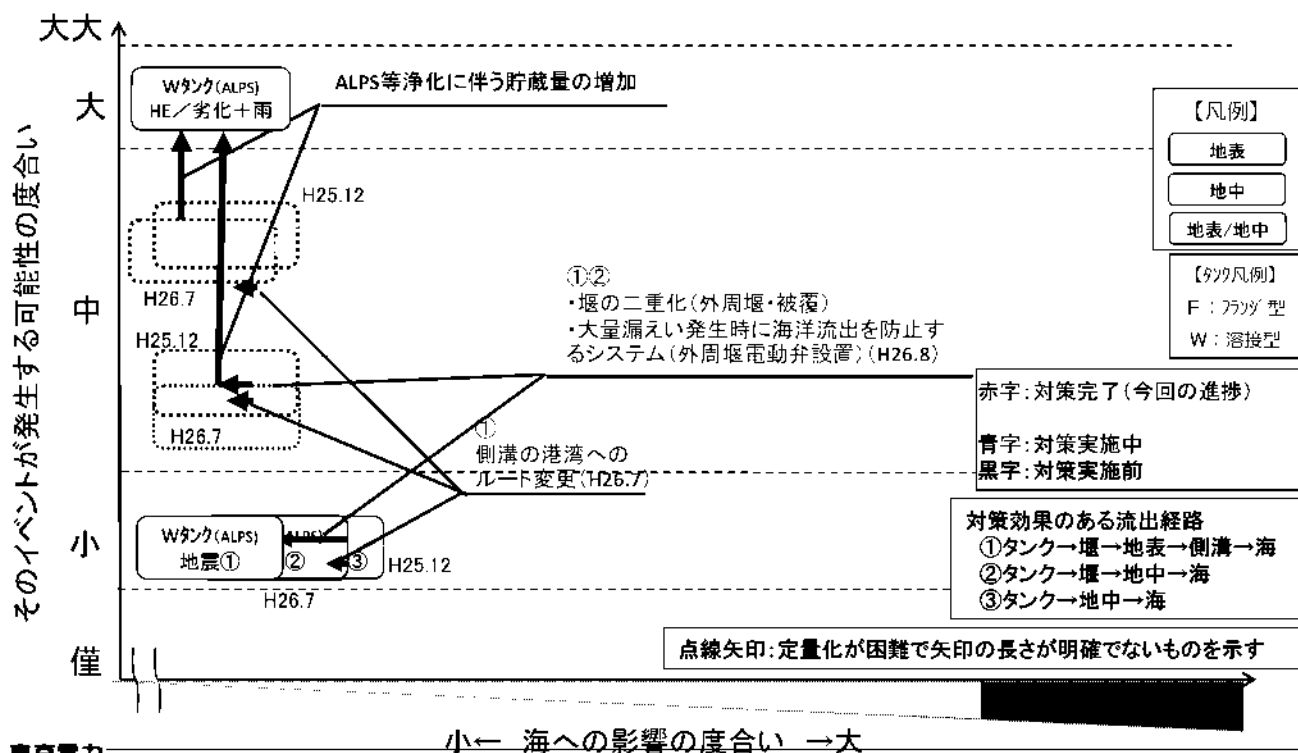 大大
大
中
小
僅
そのイベントが発生する可能性の度合い
Wタンク(ALPS)
HE／劣化＋雨
ALPS等浄化に伴う貯蔵量の増加
H25.12
H26.7
H25.12
H26.7
①②
・堰の二重化(外周堰・被覆)
・大量漏えい発生時に海洋流出を防止す
るシステム(外周堰電動弁設置)(H26.8)
①
側溝の港湾への
ルート変更(H26.7)
Wタンク(ALPS)
地震①
②
③
H25.12
H26.7
【凡例】
地表
地中
地表/地中
【タンク凡例】
F：フランジ型
W：溶接型
赤字:対策完了(今回の進捗)
青字:対策実施中
黒字:対策実施前
対策効果のある流出経路
①タンク→堰→地表→側溝→海
②タンク→堰→地中→海
③タンク→地中→海
点線矢印:定量化が困難で矢印の長さが明確でないものを示す
小← 海への影響の度合い →大